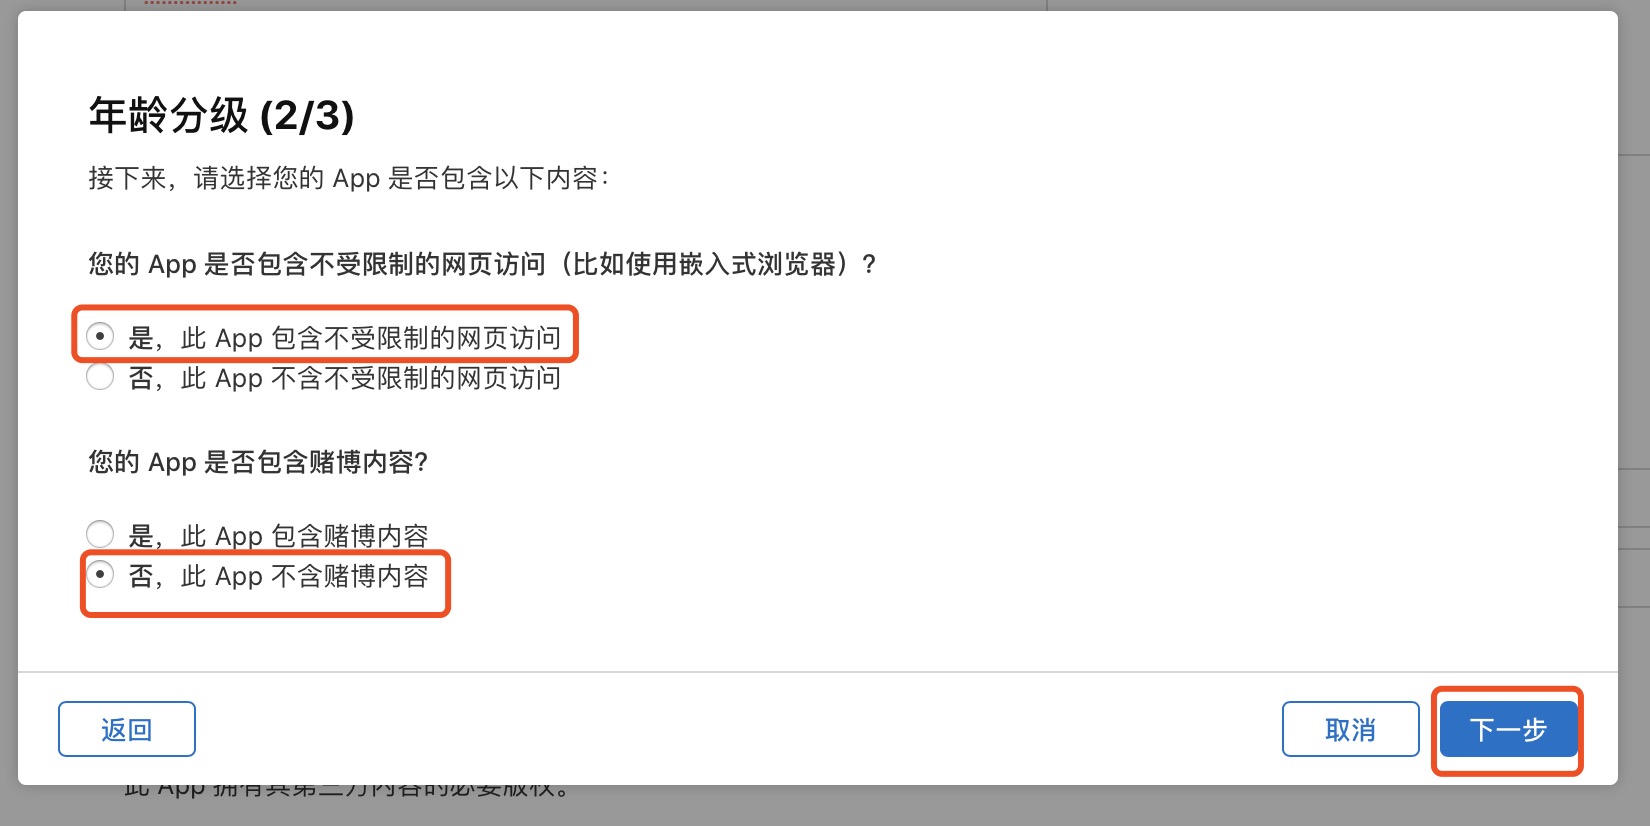 年龄分级 (2/3)
接下来，请选择您的 App 是否包含以下内容：
您的 App 是否包含不受限制的网页访问（比如使用嵌入式浏览器）?
是，此 App 包含不受限制的网页访问
否，此 App 不含不受限制的网页访问
您的 App 是否包含赌博内容?
是，此 App 包含赌博内容
否，此 App 不含赌博内容
返回
取消
下一步
此 App 拥有其第三方内容的必要版权。